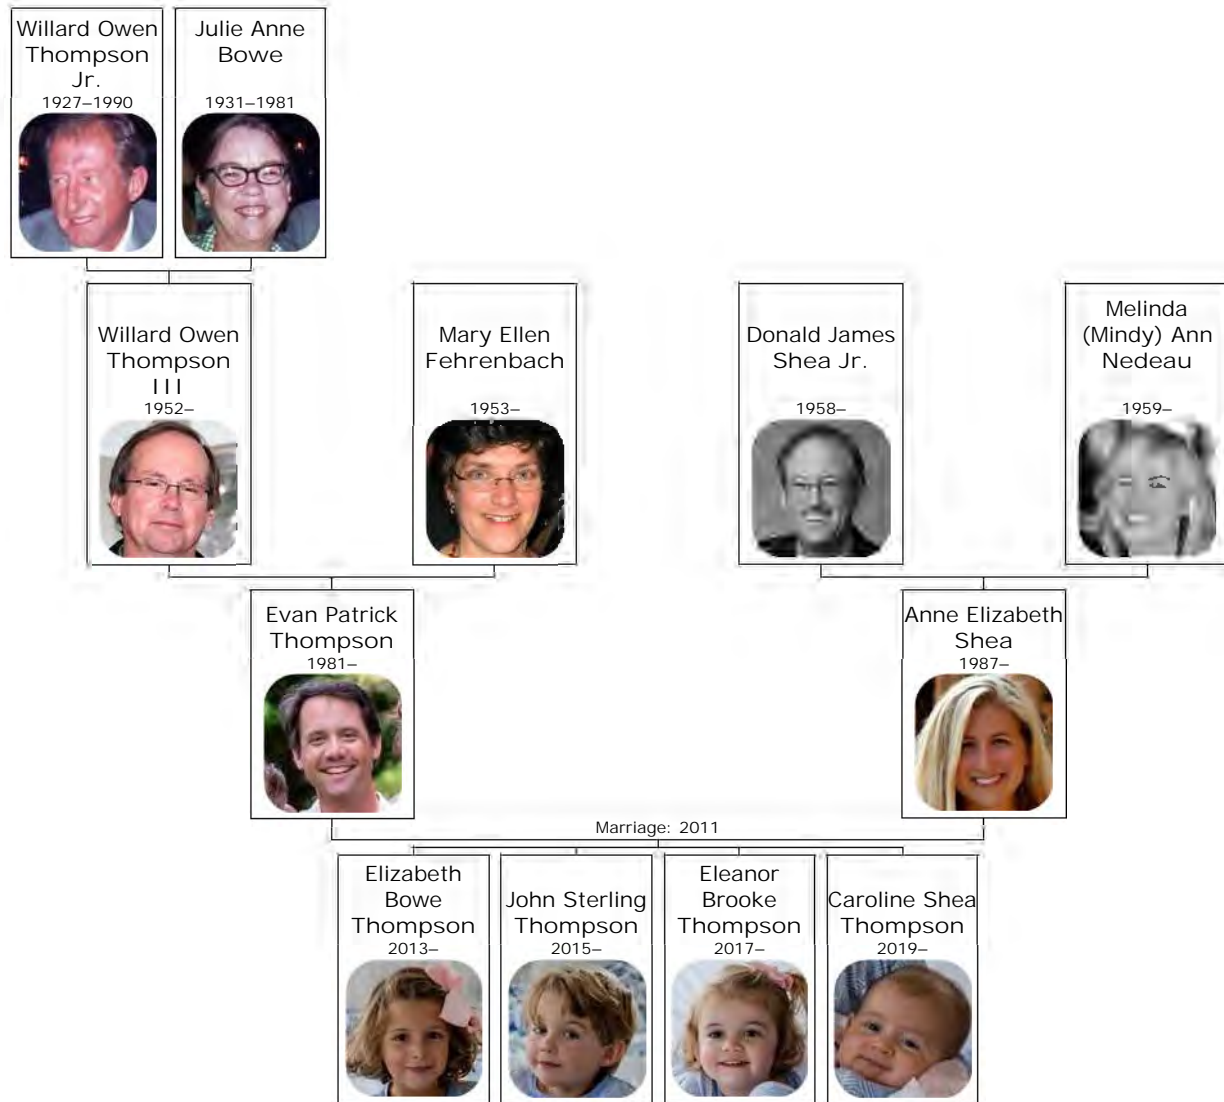 Willard Owen
Thompson
Jr.
1927–1990
Julie Anne
Bowe
1931–1981
Willard Owen
Thompson
III
1952–
Mary Ellen
Fehrenbach
1953–
Donald James
Shea Jr.
1958–
Melinda
(Mindy) Ann
Nedeau
1959–
Evan Patrick
Thompson
1981–
Anne Elizabeth
Shea
1987–
Marriage: 2011
Elizabeth
Bowe
Thompson
2013–
John Sterling
Thompson
2015–
Eleanor
Brooke
Thompson
2017–
Caroline Shea
Thompson
2019–